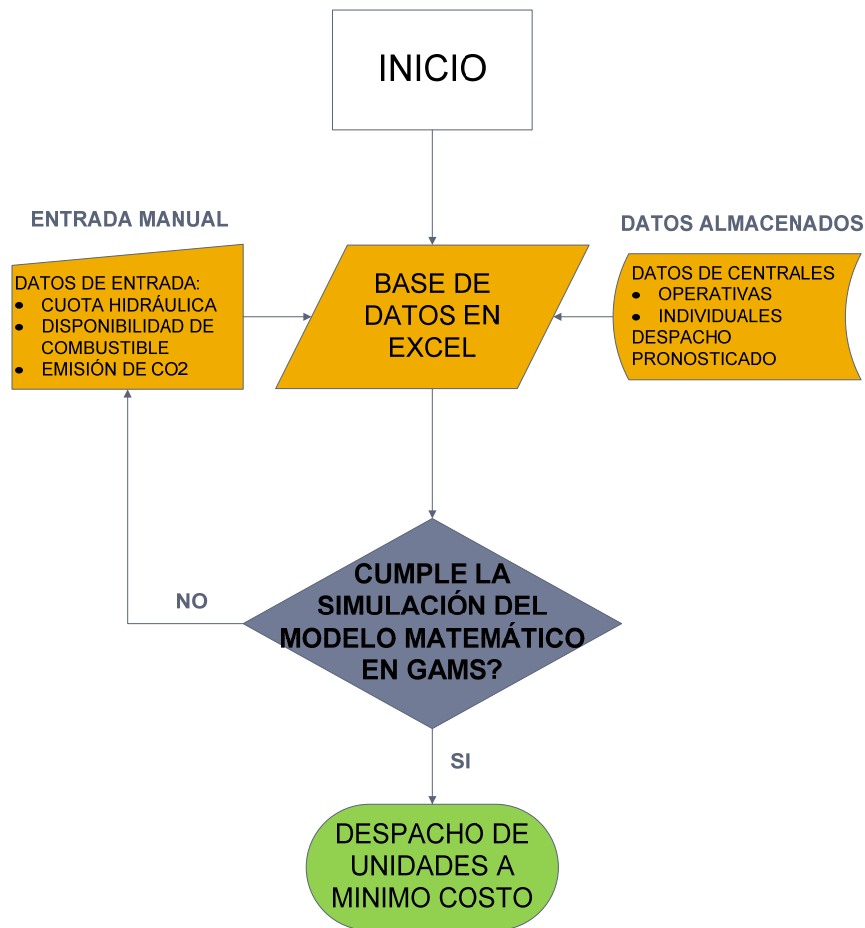 INICIO
ENTRADA MANUAL
DATOS DE ENTRADA:
• CUOTA HIDRÁULICA
• DISPONIBILIDAD DE
COMBUSTIBLE
• EMISIÓN DE CO2
BASE DE
DATOS EN
EXCEL
DATOS ALMACENADOS
DATOS DE CENTRALES
• OPERATIVAS
• INDIVIDUALES
DESPACHO
PRONOSTICADO
CUMPLE LA
SIMULACIÓN DEL
MODELO MATEMÁTICO
EN GAMS?
NO
SI
DESPACHO DE
UNIDADES A
MINIMO COSTO